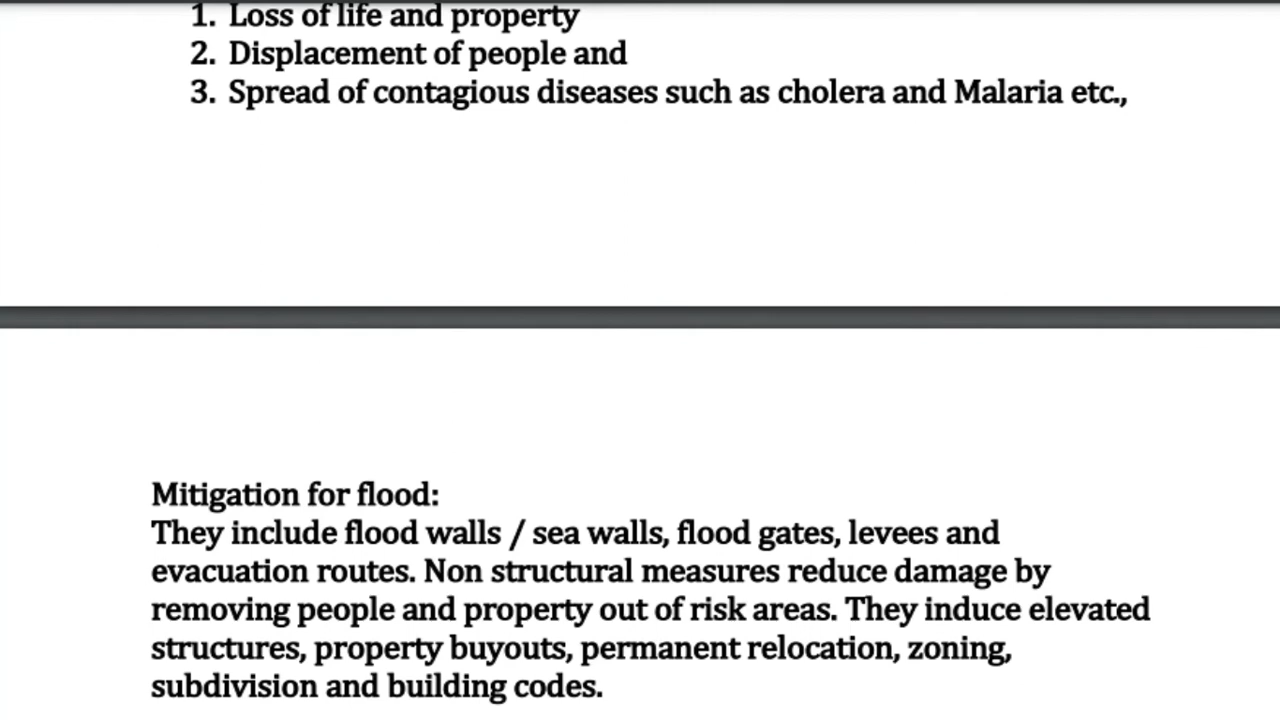 1. Loss of life and property
2. Displacement of people and
3. Spread of contagious diseases such as cholera and Malaria etc.,
Mitigation for flood:
They include flood walls / sea walls, flood gates, levees and
evacuation routes. Non structural measures reduce damage by
removing people and property out of risk areas. They induce elevated
structures, property buyouts, permanent relocation, zoning,
subdivision and building codes.